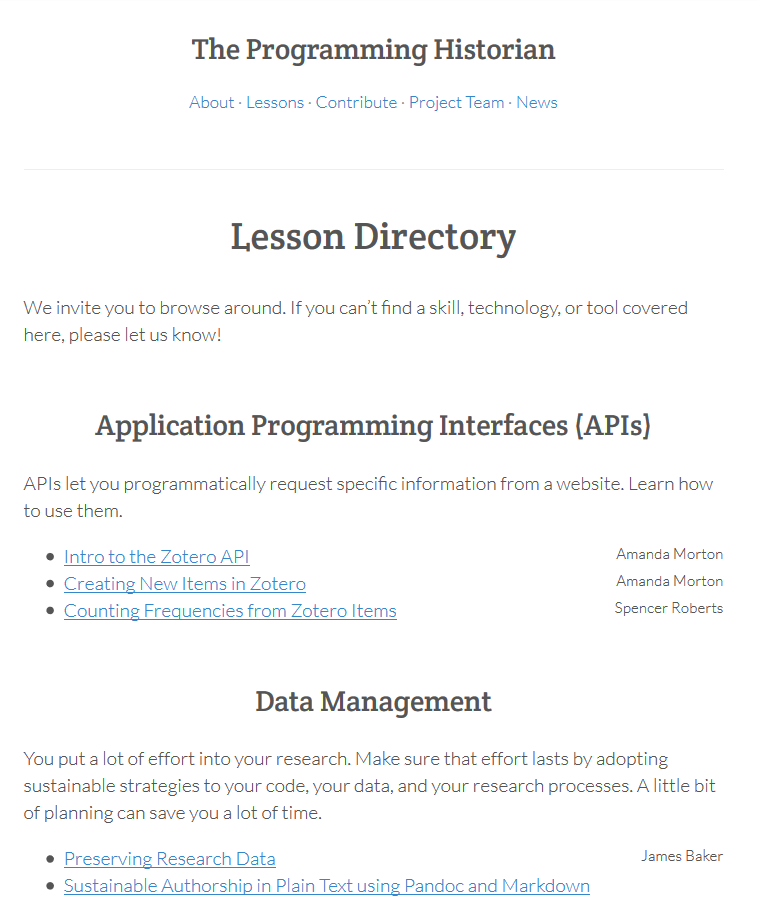 The Programming Historian
About · Lessons · Contribute · Project Team · News
Lesson Directory
We invite you to browse around. If you can’t find a skill, technology, or tool covered
here, please let us know!
Application Programming Interfaces (APIs)
APIs let you programmatically request specific information from a website. Learn how
to use them.
• Intro to the Zotero API Amanda Morton
• Creating New Items in Zotero Amanda Morton
• Counting Frequencies from Zotero Items Spencer Roberts
Data Management
You put a lot of effort into your research. Make sure that effort lasts by adopting
sustainable strategies to your code, your data, and your research processes. A little bit
of planning can save you a lot of time.
• Preserving Research Data James Baker
• Sustainable Authorship in Plain Text using Pandoc and Markdown